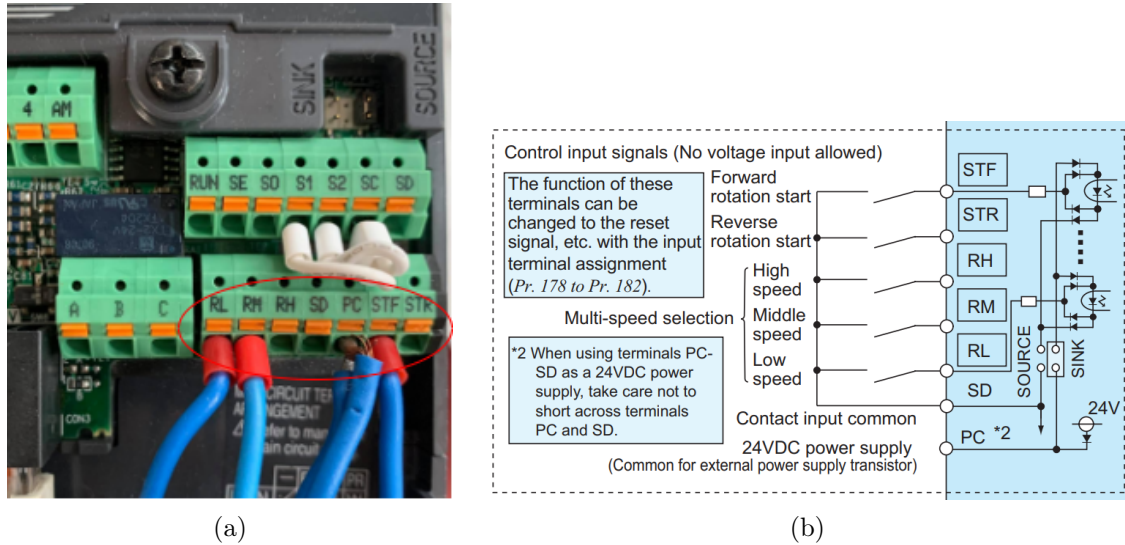 SINK
SOURCE
4 AM
RUN SE SO S1 S2 SC SD
A B C
RL RM RH SD PC STF STR
CON3
(a)
Control input signals (No voltage input allowed)
The function of these
terminals can be
changed to the reset
signal, etc. with the input
terminal assignment
(Pr. 178 to Pr. 182).
Forward
rotation start
Reverse
rotation start
High
speed
Multi-speed selection
Middle
speed
Low
speed
*2 When using terminals PC-
SD as a 24VDC power
supply, take care not to
short across terminals
PC and SD.
Contact input common
24VDC power supply
(Common for external power supply transistor)
STF
STR
RH
RM
RL
SD
PC *2
SOURCE
SINK
24V
(b)